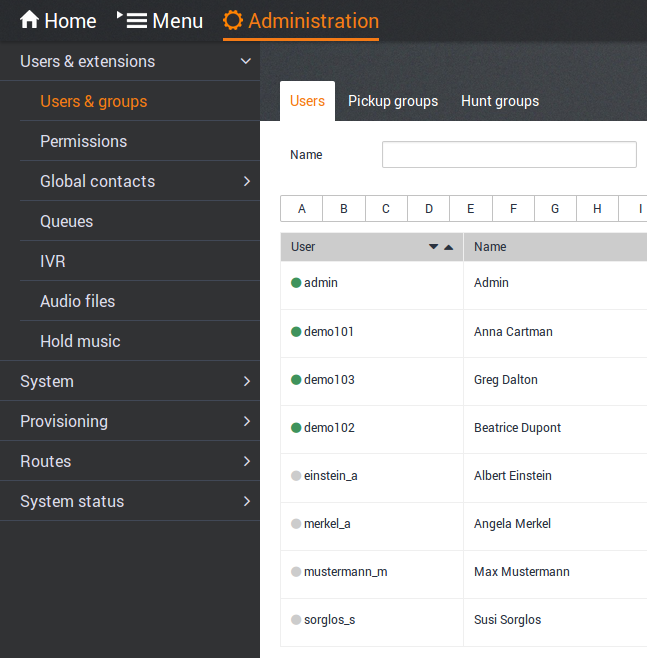 Home Menu Administration
Users & extensions
Users & groups
Permissions
Global contacts
Queues
IVR
Audio files
Hold music
System
Provisioning
Routes
System status
Users Pickup groups Hunt groups
Name
A B C D E F G H I
User Name
admin Admin
demo101 Anna Cartman
demo103 Greg Dalton
demo102 Beatrice Dupont
einstein_a Albert Einstein
merkel_a Angela Merkel
mustermann_m Max Mustermann
sorglos_s Susi Sorglos